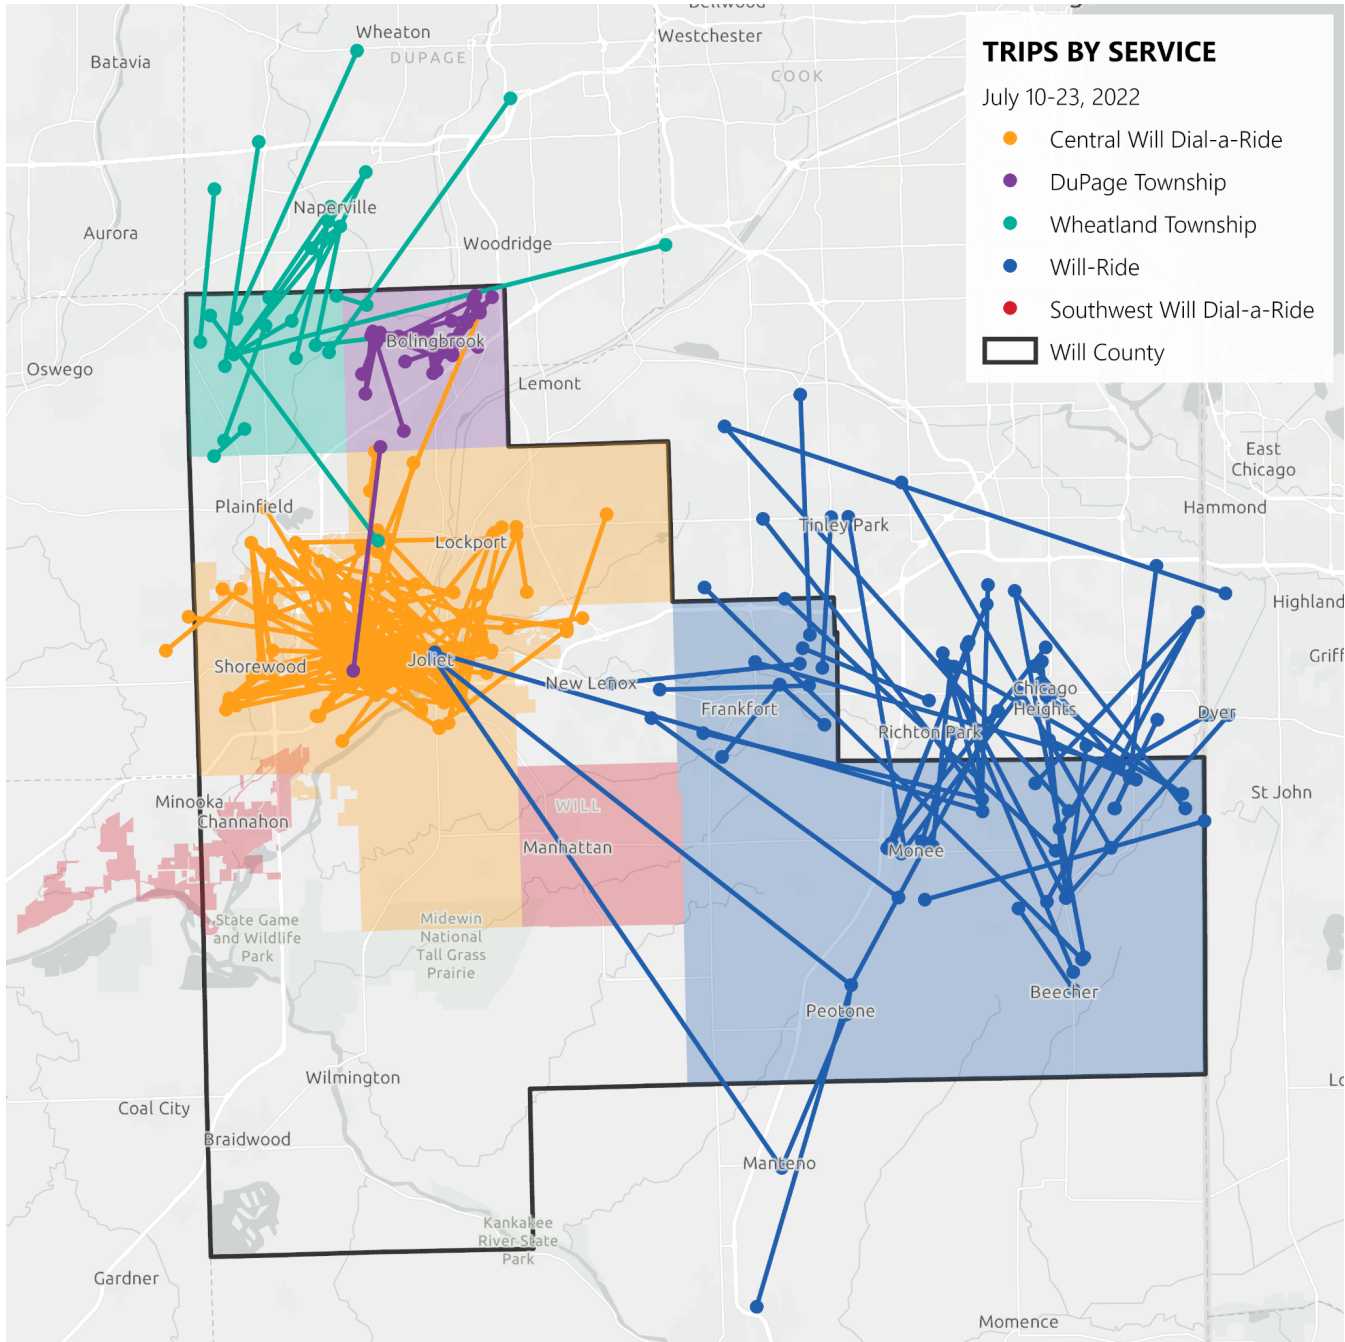 Bellwood
Wheaton
Westchester
DUPAGE
Batavia
COOK
TRIPS BY SERVICE
July 10-23, 2022
Central Will Dial-a-Ride
DuPage Township
Wheatland Township
Will-Ride
Southwest Will Dial-a-Ride
Will County
Naperville
Aurora
Woodridge
Bolingbrook
Oswego
Lemont
East
Chicago
Plainfield
Hammond
Tinley Park
Lockport
Highland
Griff
Shorewood
Joliet
New Lenox
Chicago
Heights
Frankfort
Dyer
Richton Park
Minooka
WILL
St John
Channahon
Manhattan
Monee
State Game
and Wildlife
Park
Midewin
National
Tall Grass
Prairie
Beecher
Peotone
Wilmington
Lo
Coal City
Braidwood
Manteno
Kankakee
River State
Park
Gardner
Momence